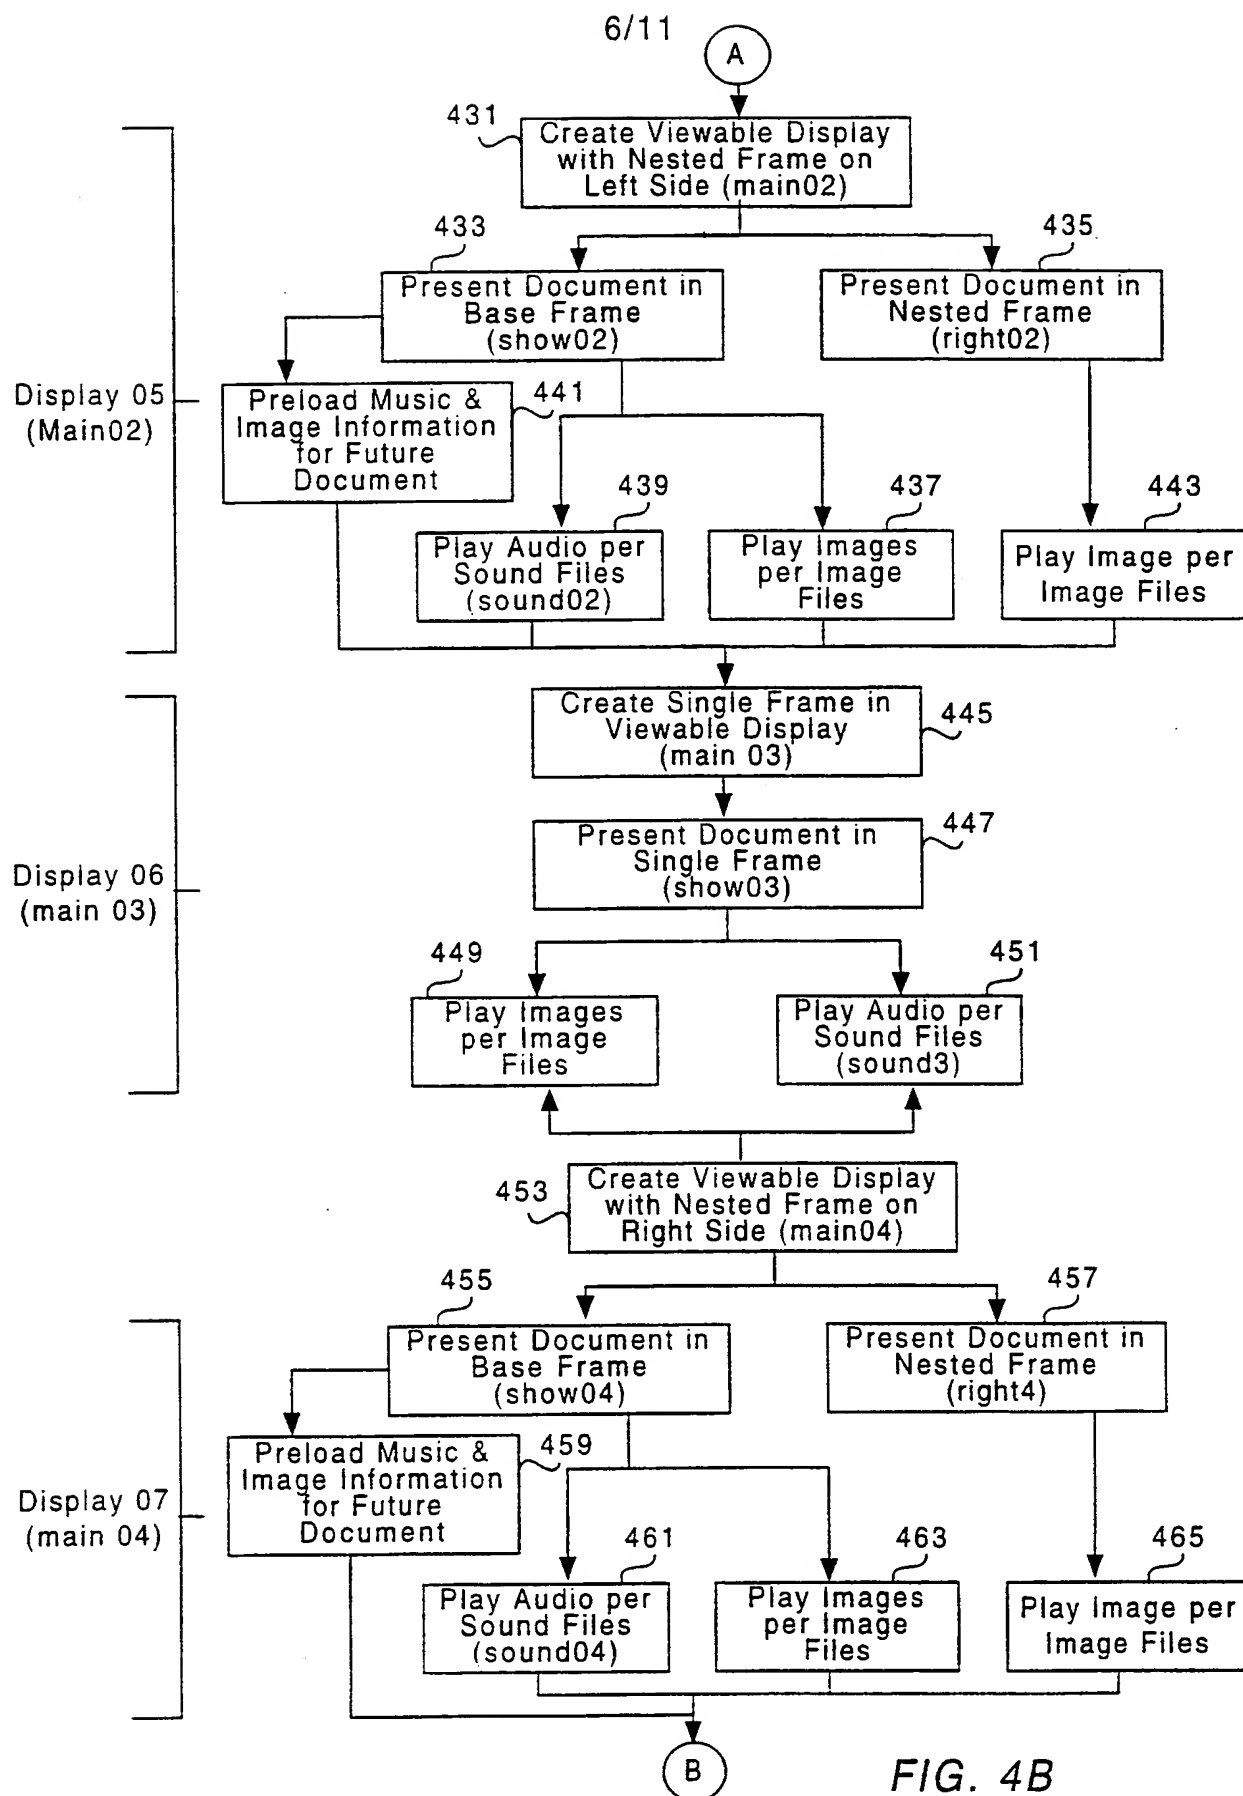 6/11
A
431
Create Viewable Display
with Nested Frame on
Left Side (main02)
433
435
Present Document in
Base Frame
(show02)
Present Document in
Nested Frame
(right02)
Display 05
(Main02)
Preload Music &
Image Information
for Future
Document
441
439
437
443
Play Audio per
Sound Files
(sound02)
Play Images
per Image
Files
Play Image per
Image Files
Create Single Frame in
Viewable Display
(main 03)
445
Present Document in
Single Frame
(show03)
447
Display 06
(main 03)
449
451
Play Images
per Image
Files
Play Audio per
Sound Files
(sound3)
453
Create Viewable Display
with Nested Frame on
Right Side (main04)
455
457
Present Document in
Base Frame
(show04)
Present Document in
Nested Frame
(right4)
Display 07
(main 04)
Preload Music &
Image Information
for Future
Document
459
461
463
465
Play Audio per
Sound Files
(sound04)
Play Images
per Image
Files
Play Image per
Image Files
B
FIG. 4B